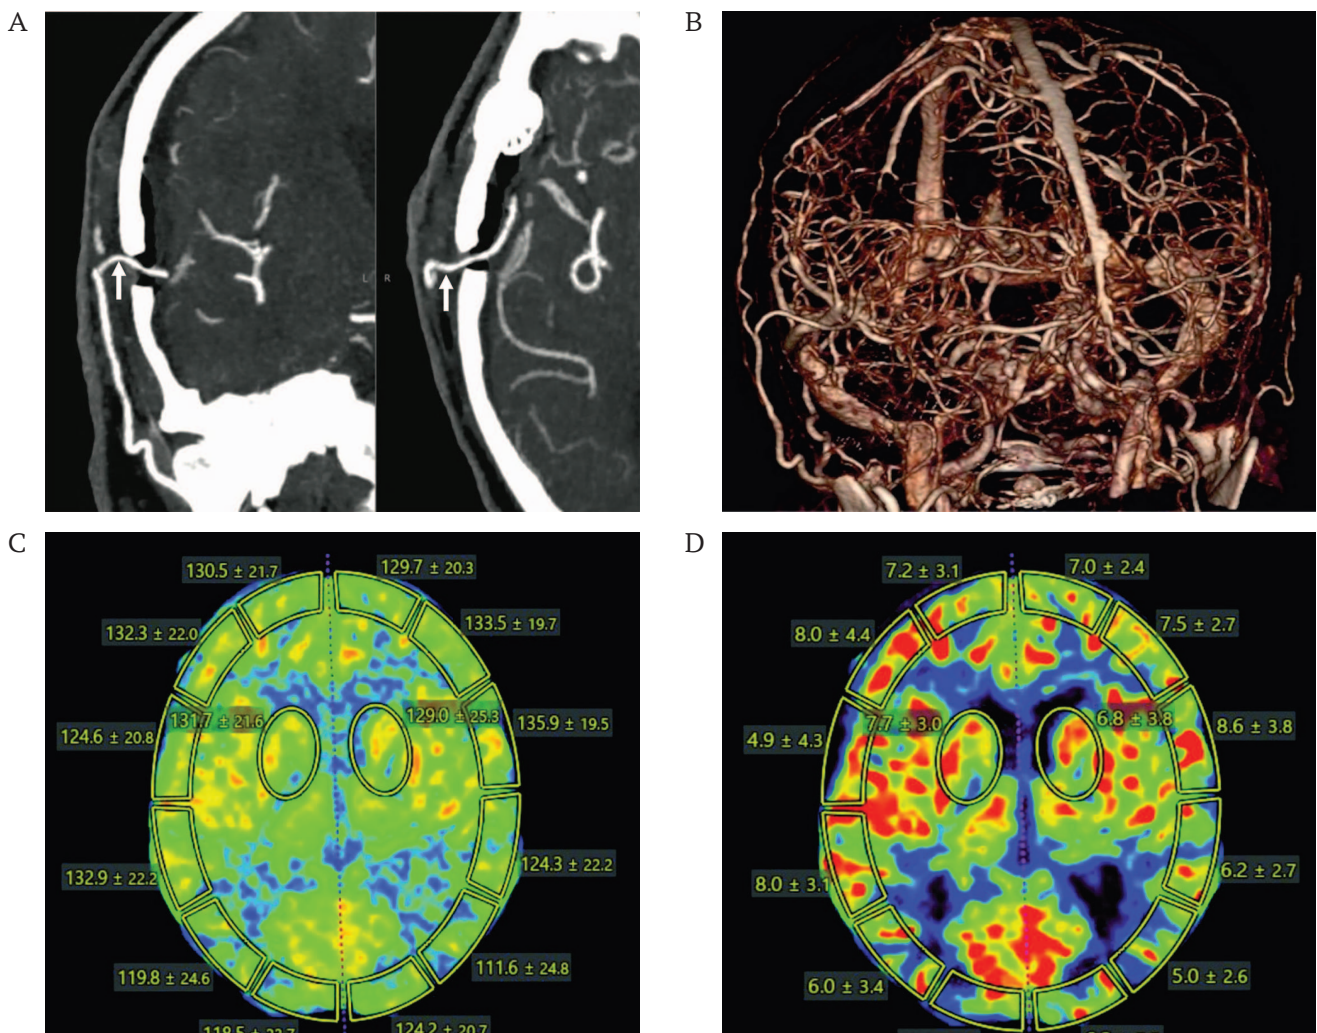 A
B
L R
C
D
130.5 ± 21.7
129.7 ± 20.3
132.3 ± 22.0
133.5 ± 19.7
131.7 ± 21.6
129.0 ± 25.3
124.6 ± 20.8
135.9 ± 19.5
132.9 ± 22.2
124.3 ± 22.2
119.8 ± 24.6
111.6 ± 24.8
124.2 ± 20.7
7.2 ± 3.1
7.0 ± 2.4
8.0 ± 4.4
7.5 ± 2.7
7.7 ± 3.0
6.8 ± 3.8
4.9 ± 4.3
8.6 ± 3.8
8.0 ± 3.1
6.2 ± 2.7
6.0 ± 3.4
5.0 ± 2.6